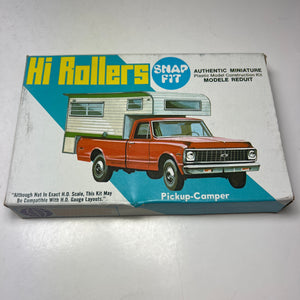 Hi Rollers
SNAP
FIT
AUTHENTIC MINIATURE
Plastic Model Construction Kit
MODELE REDUIT
"Although Not In Exact H.O. Scale, This Kit May
Be Compatible With H.O. Gauge Layouts."
Pickup-Camper